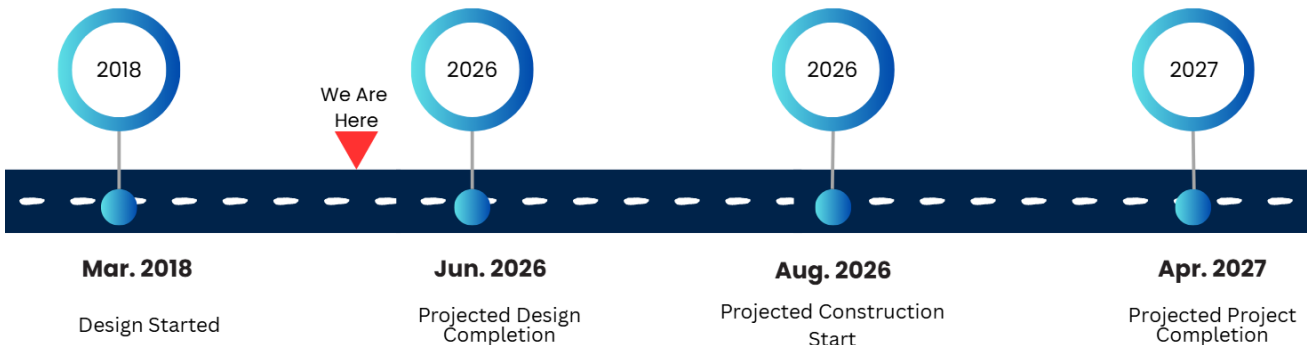 2018
2026
2026
2027
We Are
Here
Mar. 2018
Jun. 2026
Aug. 2026
Apr. 2027
Design Started
Projected Design
Completion
Projected Construction
Start
Projected Project
Completion